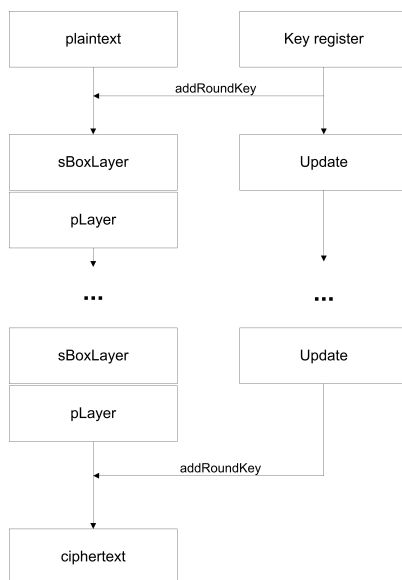 plaintext
Key register
addRoundKey
sBoxLayer
Update
pLayer
...
...
sBoxLayer
Update
pLayer
addRoundKey
ciphertext